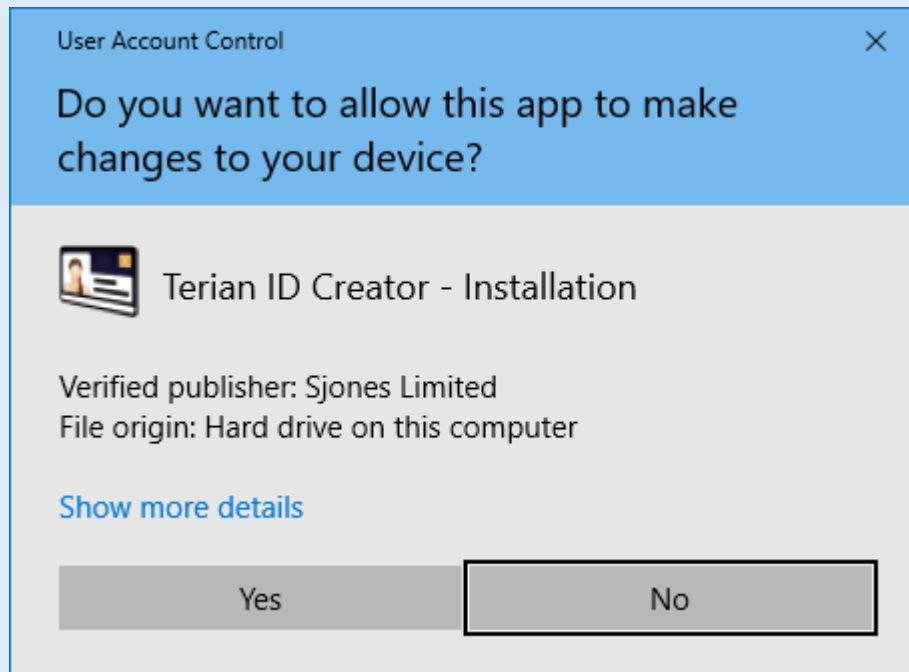 User Account Control
Do you want to allow this app to make
changes to your device?
Terian ID Creator - Installation
Verified publisher: Sjones Limited
File origin: Hard drive on this computer
Show more details
Yes
No